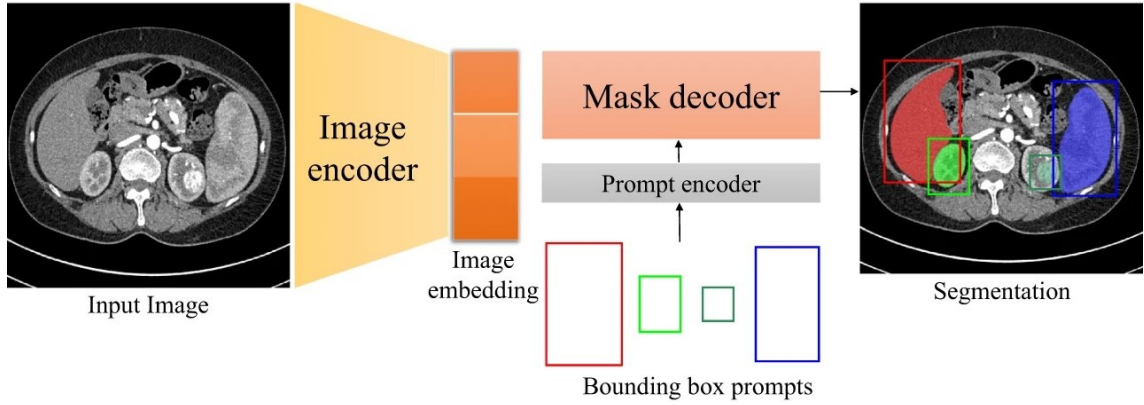 Image
encoder
Mask decoder
Prompt encoder
Image
embedding
Input Image
Segmentation
Bounding box prompts